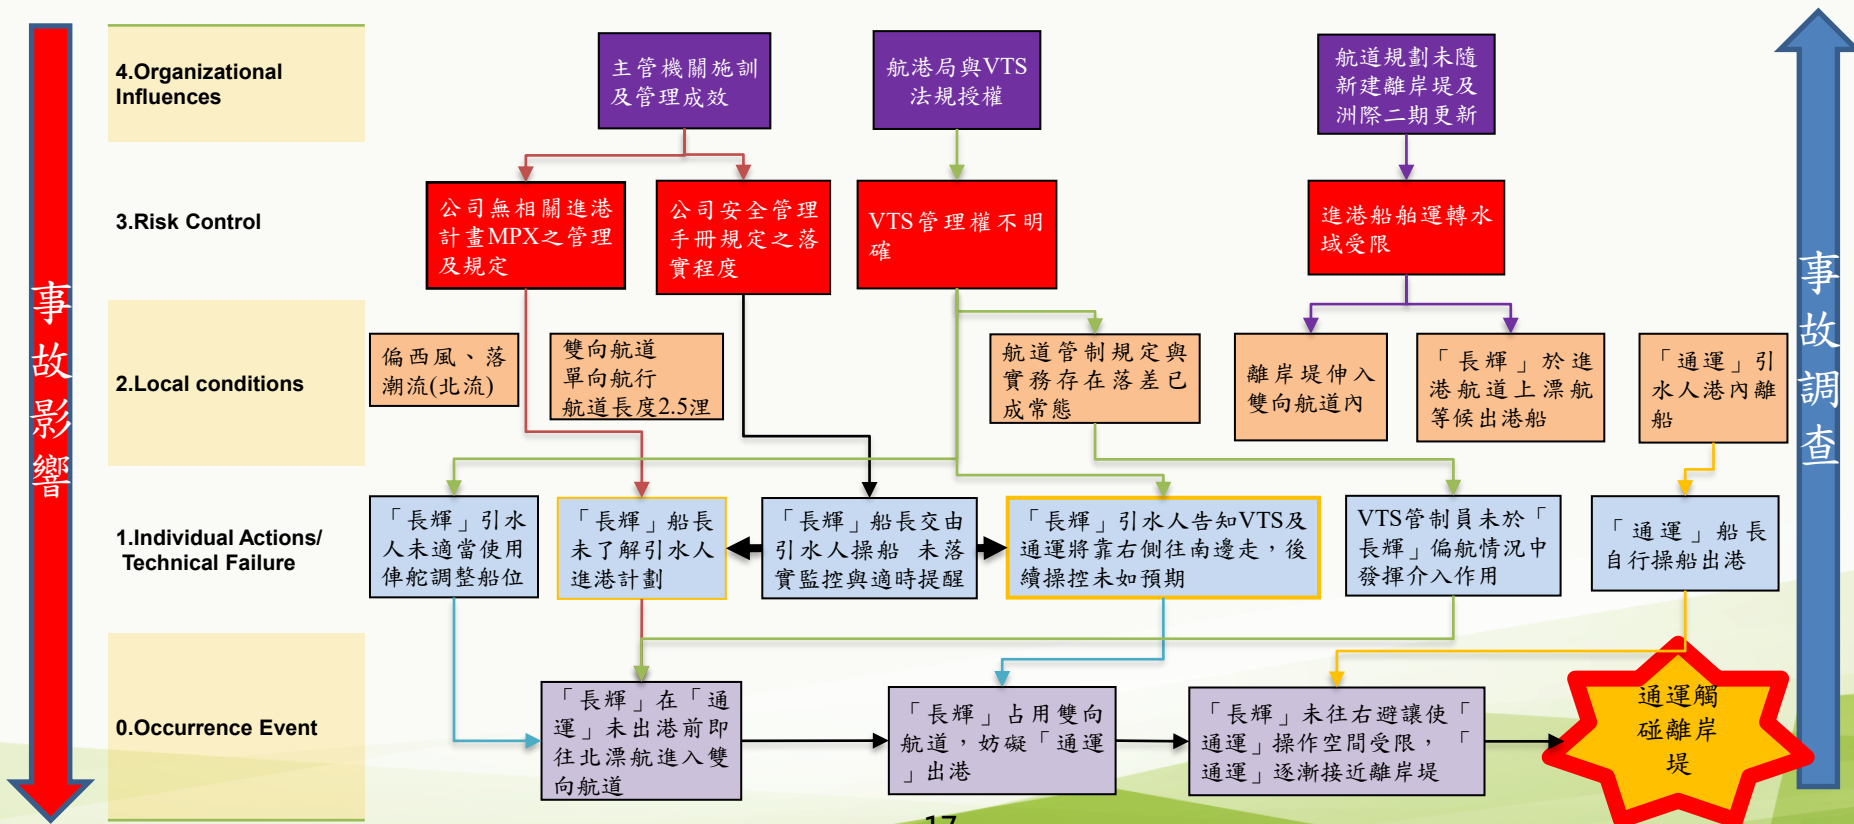 事故影響
4.Organizational
Influences
主管機關施訓
及管理成效
航港局與VTS
法規授權
航道規劃未隨
新建離岸堤及
洲際二期更新
3.Risk Control
公司無相關進港
計畫MPX之管理
及規定
公司安全管理
手冊規定之落
實程度
VTS管理權不明
確
進港船舶運轉水
域受限
2.Local conditions
偏西風、落
潮流(北流)
雙向航道
單向航行
航道長度2.5浬
航道管制規定與
實務存在落差已
成常態
離岸堤伸入
雙向航道內
「長輝」於進
港航道上漂航
等候出港船
「通運」引
水人港內離
船
1.Individual Actions/
Technical Failure
「長輝」引水
人未適當使用
俥舵調整船位
「長輝」船長
未了解引水人
進港計劃
「長輝」船長交由
引水人操船 未落
實監控與適時提醒
「長輝」引水人告知VTS及
通運將靠右側往南邊走，後
續操控未如預期
VTS管制員未於「
長輝」偏航情況中
發揮介入作用
「通運」船長
自行操船出港
0.Occurrence Event
「長輝」在「通
運」未出港前即
往北漂航進入雙
向航道
「長輝」占用雙向
航道，妨礙「通運
」出港
「長輝」未往右避讓使「
通運」操作空間受限，「
通運」逐漸接近離岸堤
通運觸
碰離岸
堤
事故調查
17